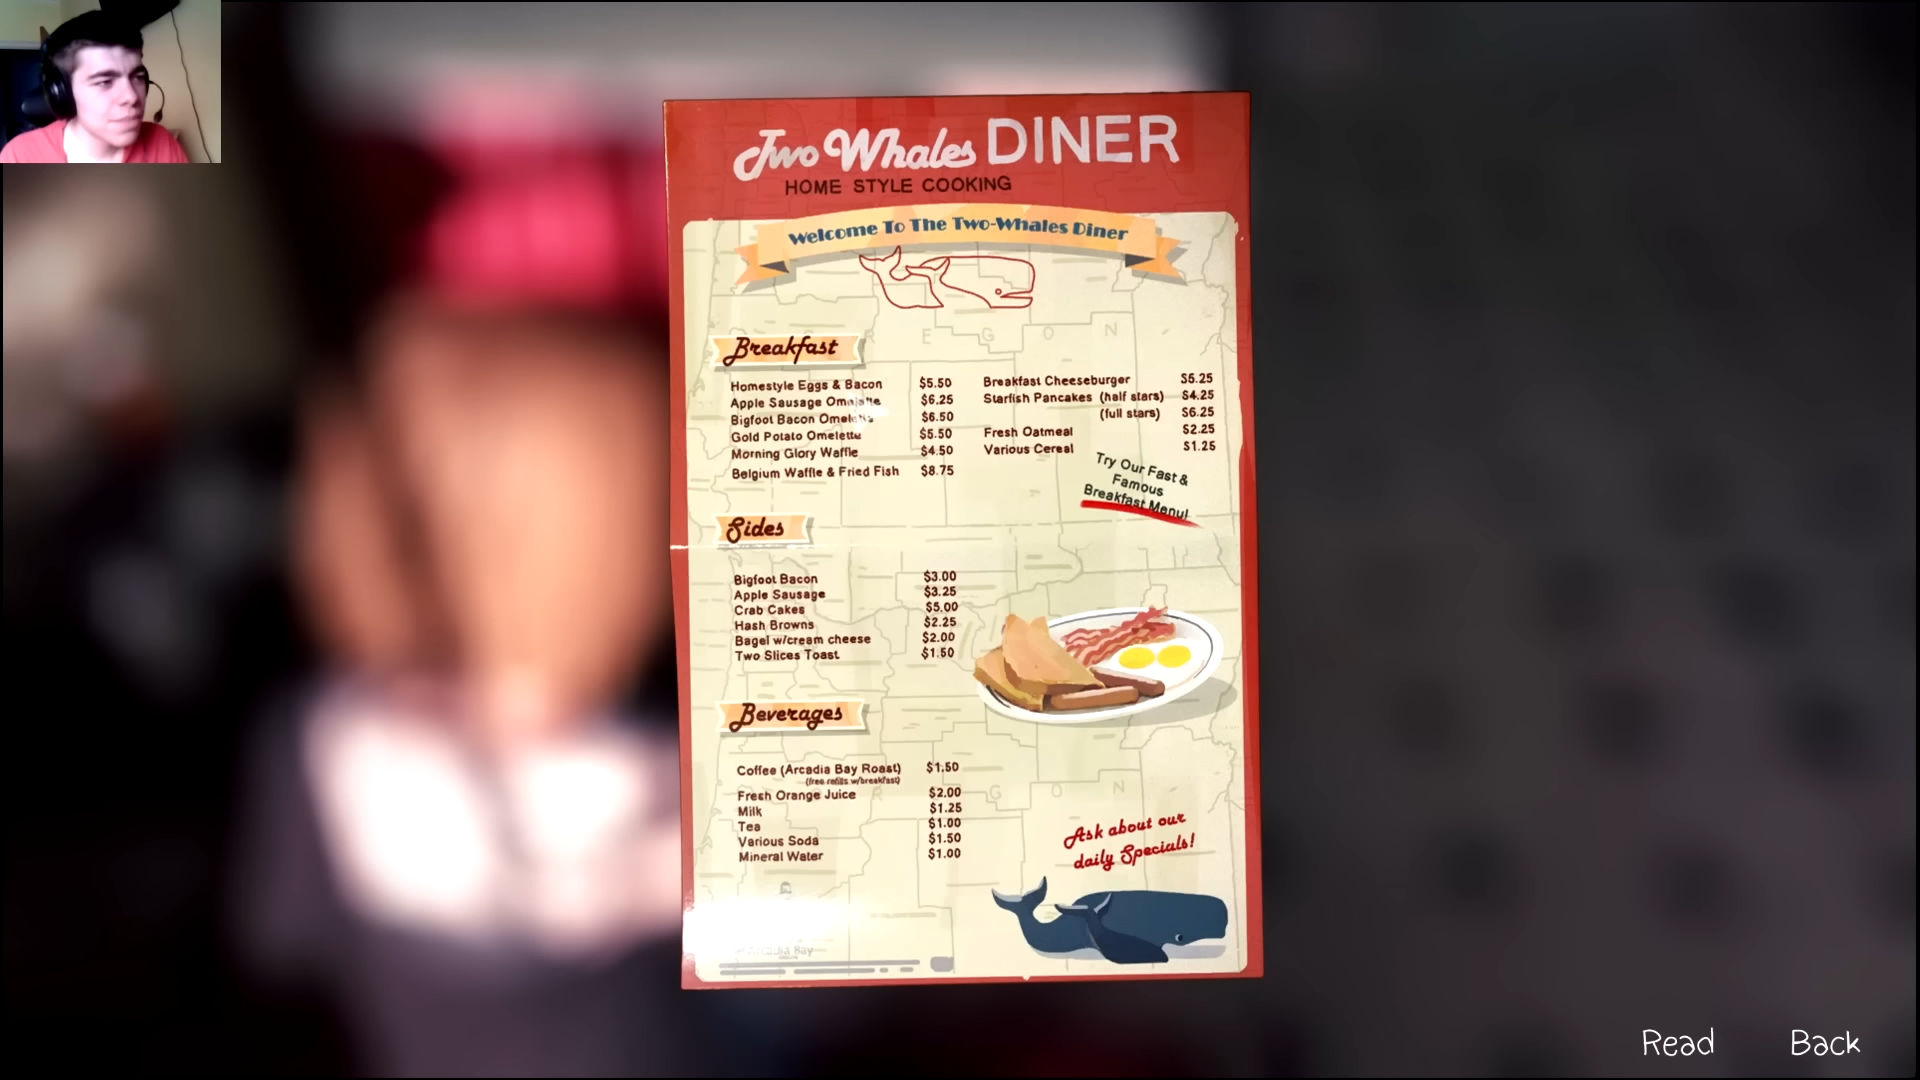 Two Whales DINER
HOME STYLE COOKING
Welcome To The Two-Whales Diner
E G O N
Breakfast
Homestyle Eggs & Bacon $5.50
Apple Sausage Omelette $6.25
Bigfoot Bacon Omelette $6.50
Gold Potato Omelette $5.50
Morning Glory Waffle $4.50
Belgium Waffle & Fried Fish $8.75
Breakfast Cheeseburger
Starfish Pancakes (half stars) $4.25
(full stars) $6.25
Fresh Oatmeal $2.25
Various Cereal $1.25
Try Our Fast &
Famous
Breakfast Menu!
Sides
Bigfoot Bacon $3.00
Apple Sausage $3.25
Crab Cakes $5.00
Hash Browns $2.25
Bagel w/cream cheese $2.00
Two Slices Toast $1.50
Beverages
Coffee (Arcadia Bay Roast) $1.50
(free refills w/breakfast)
Fresh Orange Juice $2.00
Milk $1.25
Tea $1.00
Various Soda $1.50
Mineral Water $1.00
G O N
Ask about our
daily Specials!
Arcadia Bay
Read Back